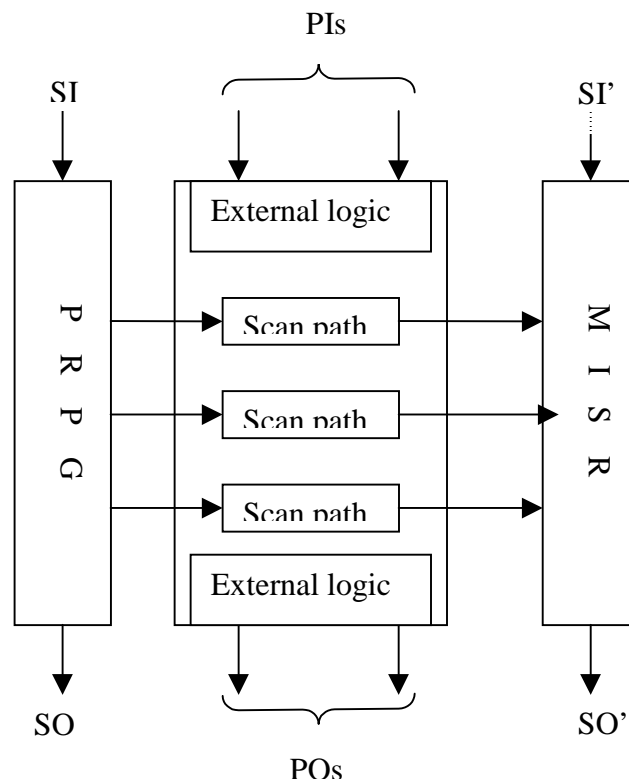 PIs
SI
SI’
External logic
P R P G
Scan path
Scan path
Scan path
M I S R
External logic
SO
SO’
POs